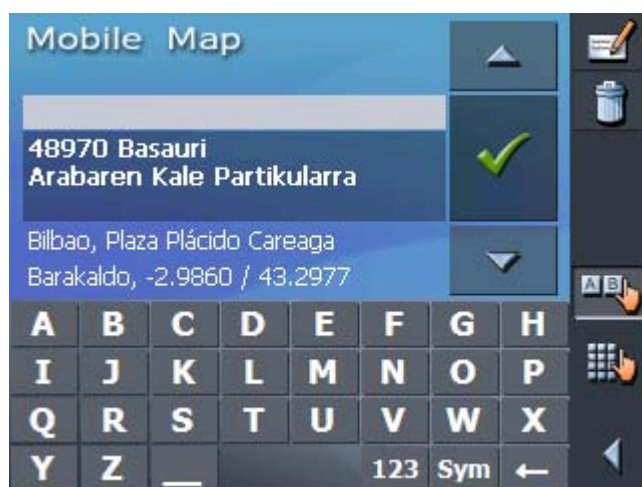 Mobile Map
48970 Basauri
Arabaren Kale Partikularra
Bilbao, Plaza Plácido Careaga
Barakaldo, -2.9860 / 43.2977
A B
A B C D E F G H
I J K L M N O P
Q R S T U V W X
Y Z _ 123 Sym ←